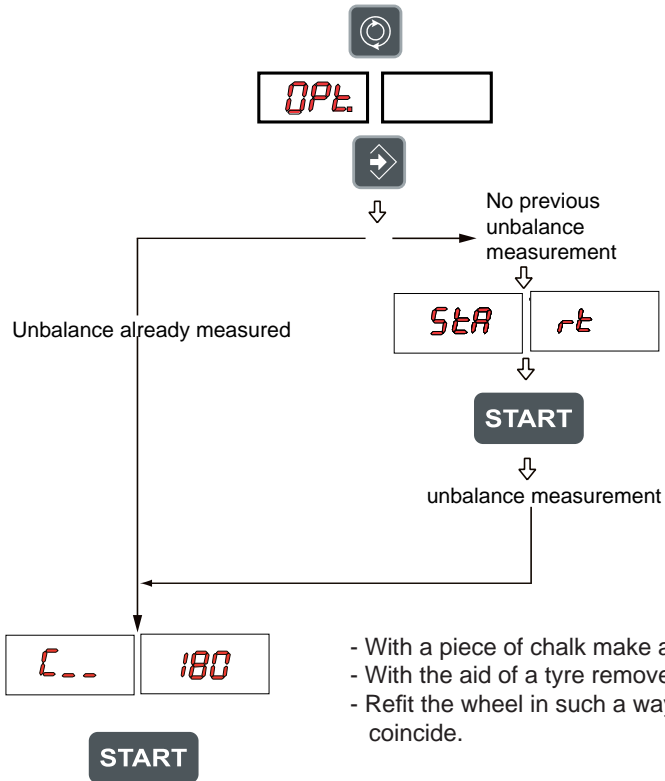 OPt.
No previous
unbalance
measurement
Unbalance already measured
StA rt
START
unbalance measurement
C_ _ 180
- With a piece of chalk make a
- With the aid of a tyre remove
- Refit the wheel in such a way
coincide.
START